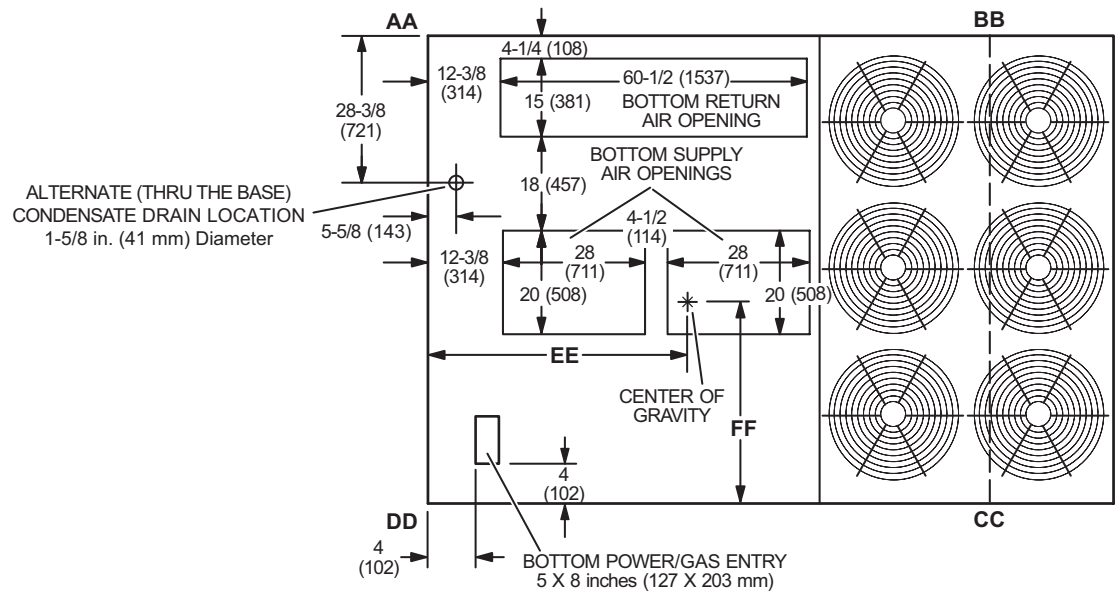 AA
BB
4-1/4 (108)
12-3/8
(314)
60-1/2 (1537)
28-3/8
(721)
15 (381)
BOTTOM RETURN
AIR OPENING
BOTTOM SUPPLY
AIR OPENINGS
18 (457)
ALTERNATE (THRU THE BASE)
CONDENSATE DRAIN LOCATION
1-5/8 in. (41 mm) Diameter
5-5/8 (143)
4-1/2
(114)
12-3/8
(314)
28
(711)
28
(711)
20 (508)
20 (508)
EE
CENTER OF
GRAVITY
FF
4
(102)
DD
CC
4
(102)
BOTTOM POWER/GAS ENTRY
5 X 8 inches (127 X 203 mm)